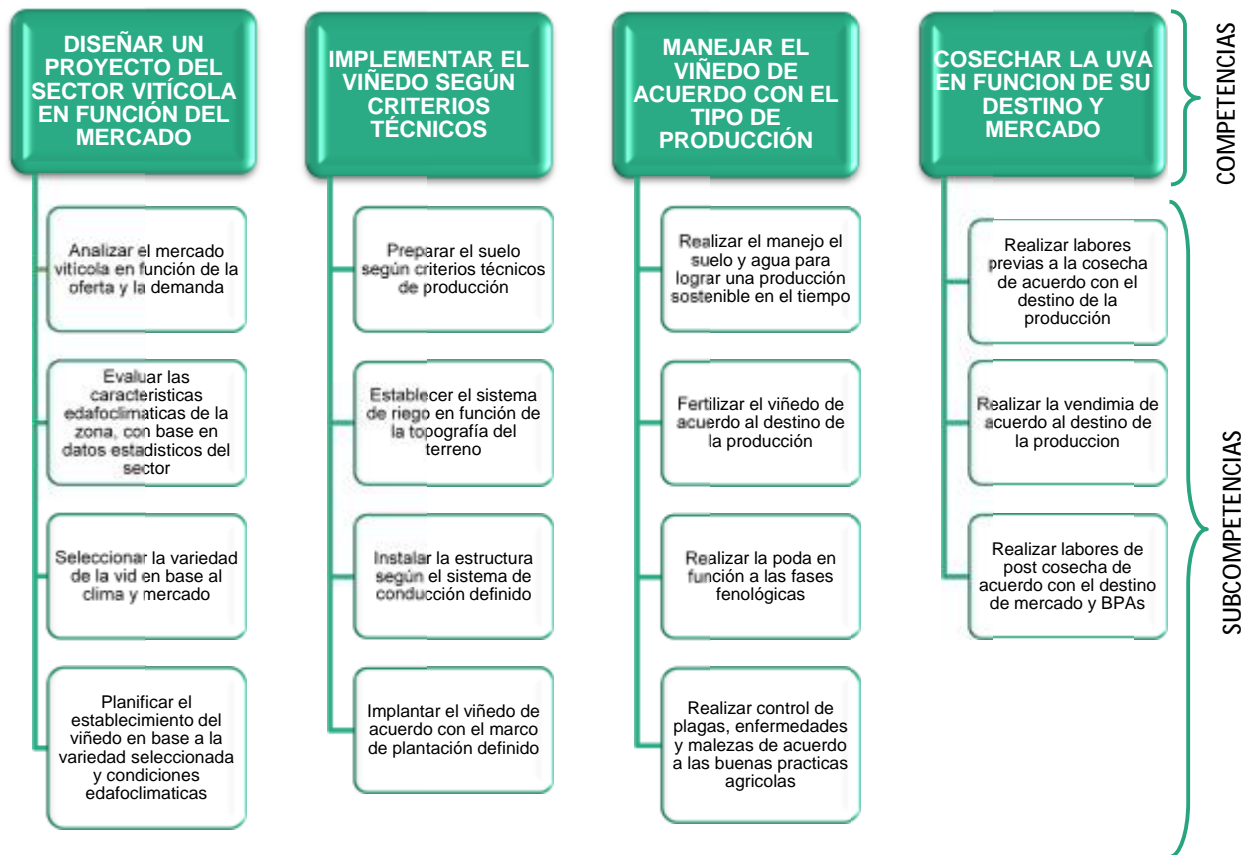 DISEÑAR UN
PROYECTO DEL
SECTOR VITÍCOLA
EN FUNCIÓN DEL
MERCADO
Analizar el mercado
viticola en función de la
oferta y la demanda
Evaluar las
caracteristicas
edafoclimaticas de la
zona, con base en
datos estadisticos del
sector
Seleccionar la variedad
de la vid en base al
clima y mercado
Planificar el
establecimiento del
viñedo en base a la
variedad seleccionada
y condiciones
edafoclimaticas
IMPLEMENTAR EL
VIÑEDO SEGÚN
CRITERIOS
TÉCNICOS
Preparar el suelo
según criterios técnicos
de producción
Establecer el sistema
de riego en función de
la topografía del
terreno
Instalar la estructura
según el sistema de
conducción definido
Implantar el viñedo de
acuerdo con el marco
de plantación definido
MANEJAR EL
VIÑEDO DE
ACUERDO CON EL
TIPO DE
PRODUCCIÓN
Realizar el manejo el
suelo y agua para
lograr una producción
sostenible en el tiempo
Fertilizar el viñedo de
acuerdo al destino de
la producción
Realizar la poda en
función a las fases
fenológicas
Realizar control de
plagas, enfermedades
y malezas de acuerdo
a las buenas practicas
agricolas
COSECHAR LA UVA
EN FUNCION DE SU
DESTINO Y
MERCADO
Realizar labores
previas a la cosecha
de acuerdo con el
destino de la
producción
Realizar la vendimia de
acuerdo al destino de
la produccion
Realizar labores de
post cosecha de
acuerdo con el destino
de mercado y BPAs
COMPETENCIAS
SUBCOMPETENCIAS